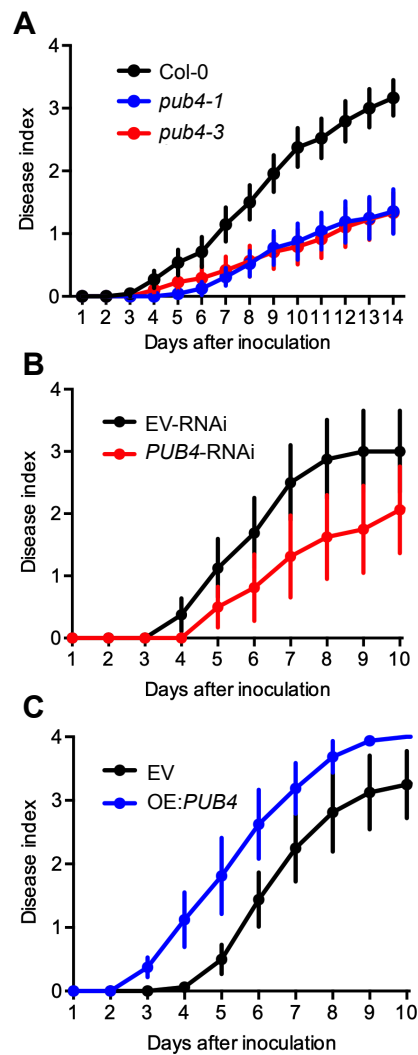 A
4
3
2
1
0
Disease index
Col-0
pub4-1
pub4-3
1 2 3 4 5 6 7 8 9 10 11 12 13 14
Days after inoculation
B
4
3
2
1
0
Disease index
EV-RNAi
PUB4-RNAi
1 2 3 4 5 6 7 8 9 10
Days after inoculation
C
4
3
2
1
0
Disease index
EV
OE:PUB4
1 2 3 4 5 6 7 8 9 10
Days after inoculation